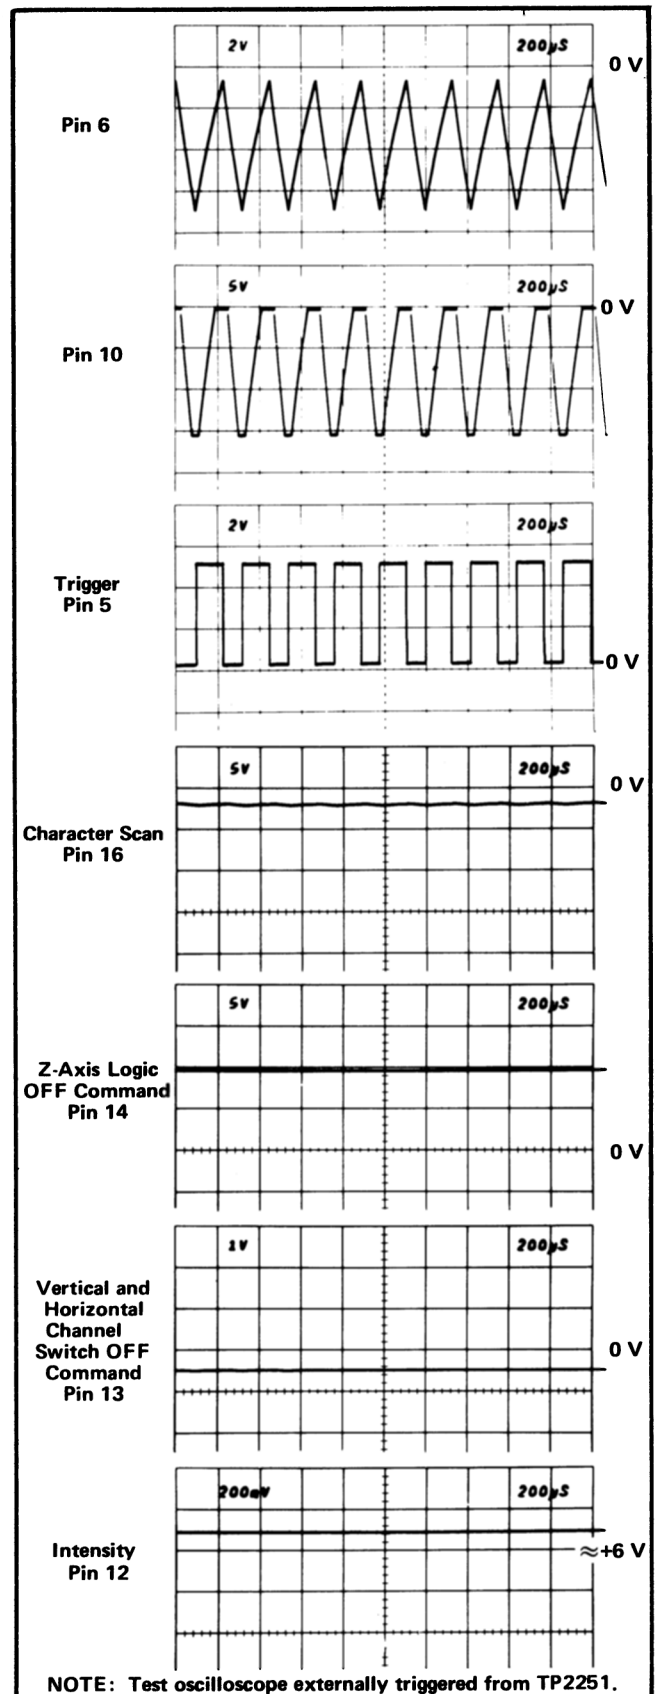 2V 200µS
0 V
Pin 6
5V 200µS
0 V
Pin 10
2V 200µS
Trigger
Pin 5
0 V
5V 200µS
0 V
Character Scan
Pin 16
5V 200µS
Z-Axis Logic
OFF Command
Pin 14
0 V
1V 200µS
Vertical and
Horizontal
Channel
Switch OFF
Command
Pin 13
0 V
200mV 200µS
Intensity
Pin 12
≈+6 V
NOTE: Test oscilloscope externally triggered from TP2251.